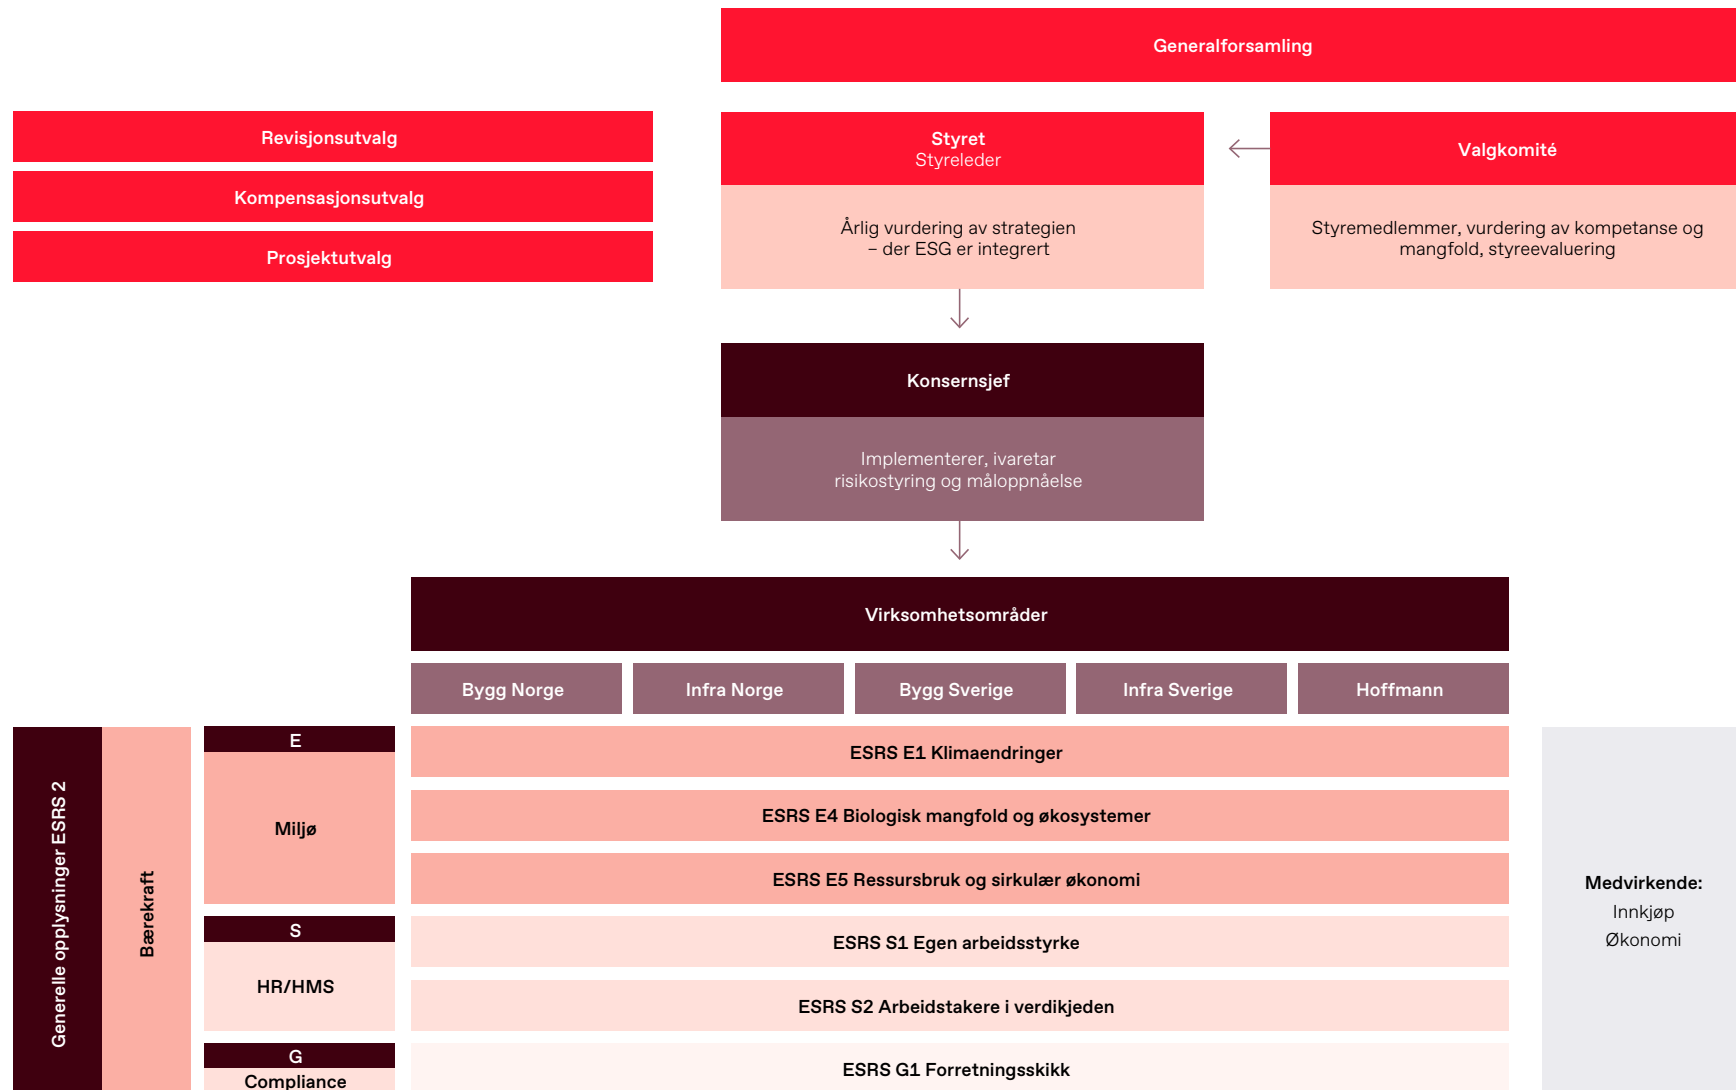 Generalforsamling
Revisjonsutvalg
Kompensasjonsutvalg
Prosjektutvalg
Styret
Styreleder
Årlig vurdering av strategien
– der ESG er integrert
Valgkomité
Styremedlemmer, vurdering av kompetanse og
mangfold, styreevaluering
Konsernsjef
Implementerer, ivaretar
risikostyring og måloppnåelse
Virksomhetsområder
Bygg Norge
Infra Norge
Bygg Sverige
Infra Sverige
Hoffmann
Generelle opplysninger ESRS 2
Bærekraft
E
Miljø
ESRS E1 Klimaendringer
ESRS E4 Biologisk mangfold og økosystemer
ESRS E5 Ressursbruk og sirkulær økonomi
S
HR/HMS
ESRS S1 Egen arbeidsstyrke
ESRS S2 Arbeidstakere i verdikjeden
G
Compliance
ESRS G1 Forretningsskikk
Medvirkende:
Innkjøp
Økonomi